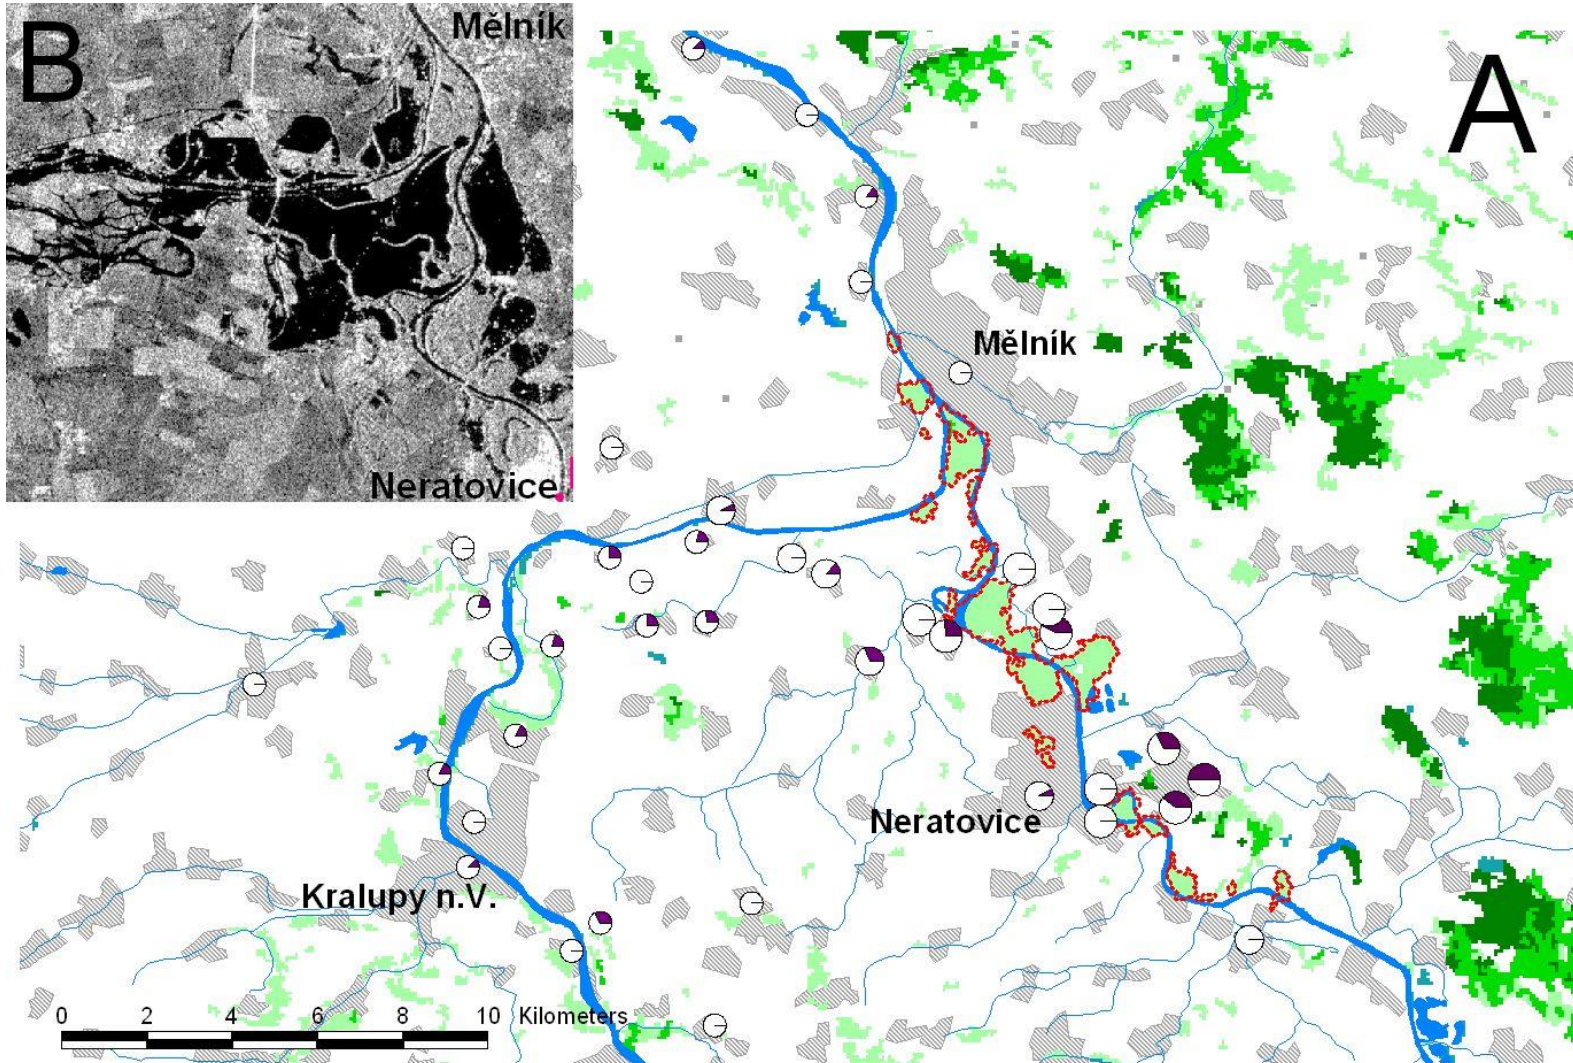 B
Mělník
Neratovice
A
Mělník
Neratovice
Kralupy n.V.
0 2 4 6 8 10 Kilometers